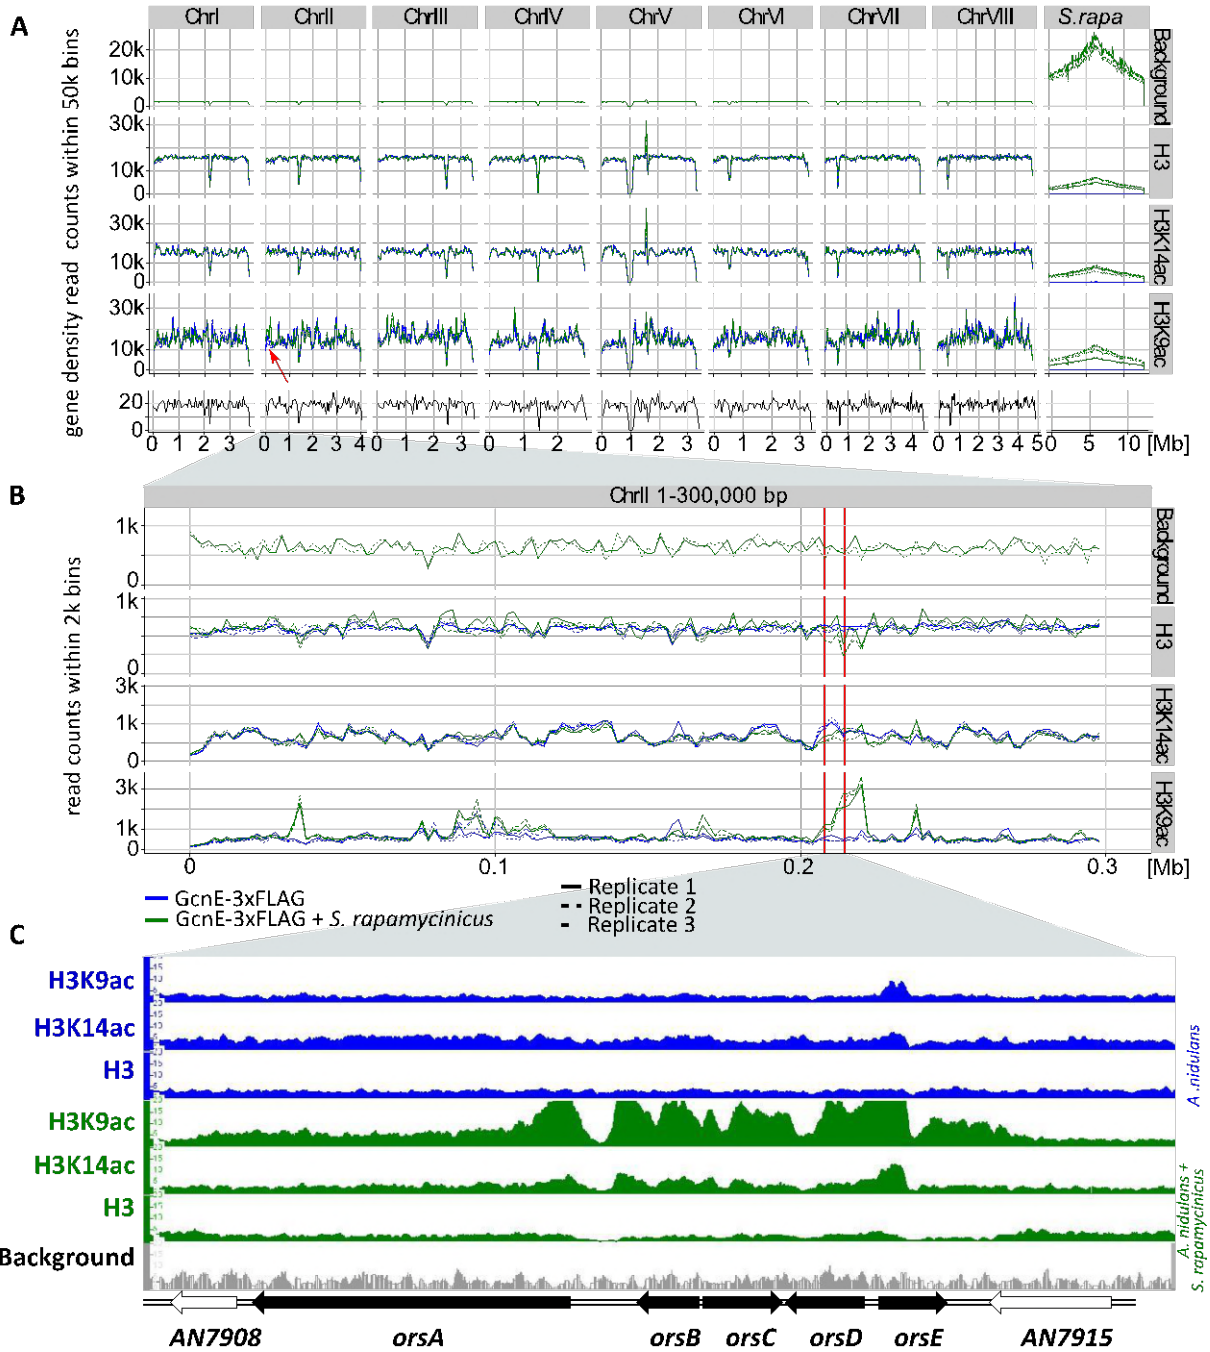 A
ChrI ChrII ChrIII ChrIV ChrV ChrVI ChrVII ChrVIII S.rapa
gene density read counts within 50k bins
20k
10k
0
Background
30k
10k
0
H3
30k
10k
0
H3K14ac
30k
10k
0
H3K9ac
20
0
0 1 2 3 0 1 2 3 4 0 1 2 3 0 1 2 0 1 2 3 0 1 2 3 0 1 2 3 4 0 1 2 3 4 5 0 5 10 [Mb]
B
ChrII 1-300,000 bp
read counts within 2k bins
1k
0
Background
1k
0
H3
3k
1k
0
H3K14ac
3k
1k
0
H3K9ac
0 0.1 0.2 0.3 [Mb]
GcnE-3xFLAG
GcnE-3xFLAG + S. rapamycinicus
Replicate 1
Replicate 2
Replicate 3
C
H3K9ac
H3K14ac
H3
A .nidulans
H3K9ac
H3K14ac
H3
A. nidulans +
S. rapamycinicus
Background
AN7908 orsA orsB orsC orsD orsE AN7915